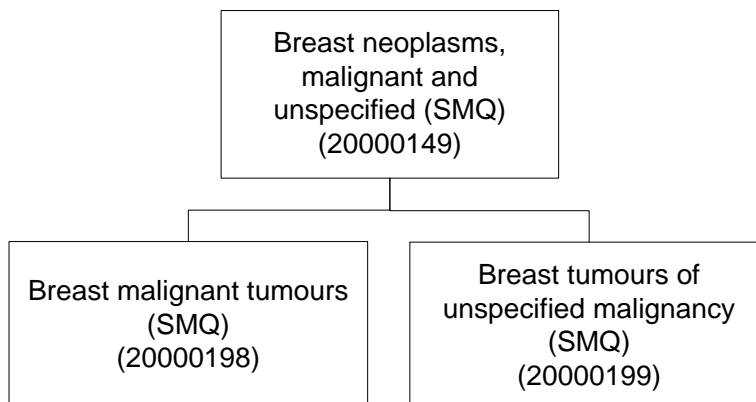 Breast neoplasms,
malignant and
unspecified (SMQ)
(20000149)
Breast malignant tumours
(SMQ)
(20000198)
Breast tumours of
unspecified malignancy
(SMQ)
(20000199)